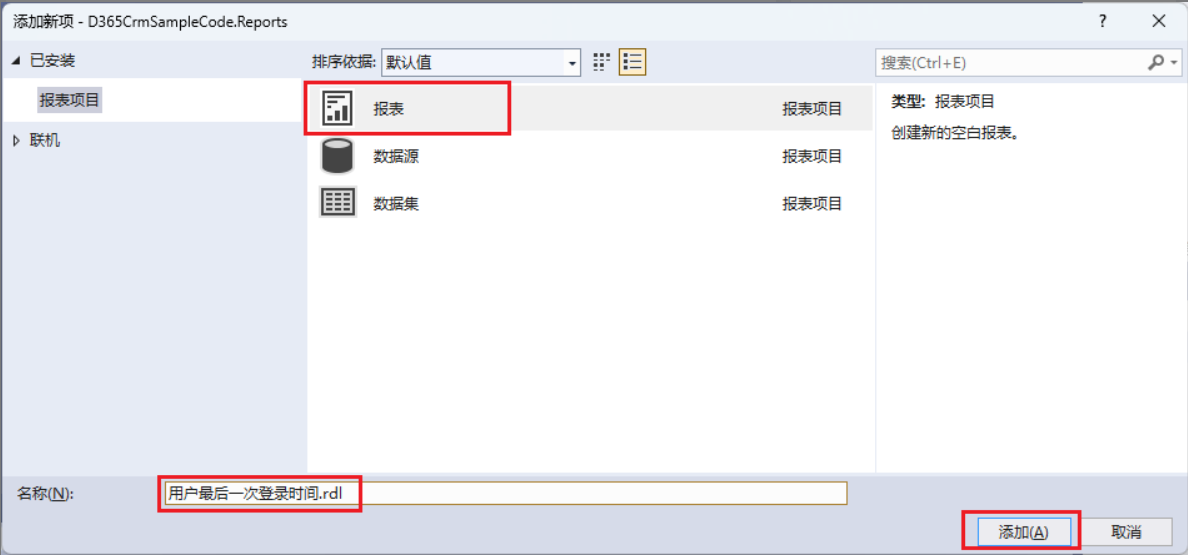 添加新项 - D365CrmSampleCode.Reports
?
已安装
报表项目
联机
排序依据: 默认值
搜索(Ctrl+E)
报表 报表项目
数据源 报表项目
数据集 报表项目
类型: 报表项目
创建新的空白报表。
名称(N): 用户最后一次登录时间.rdl
添加(A) 取消